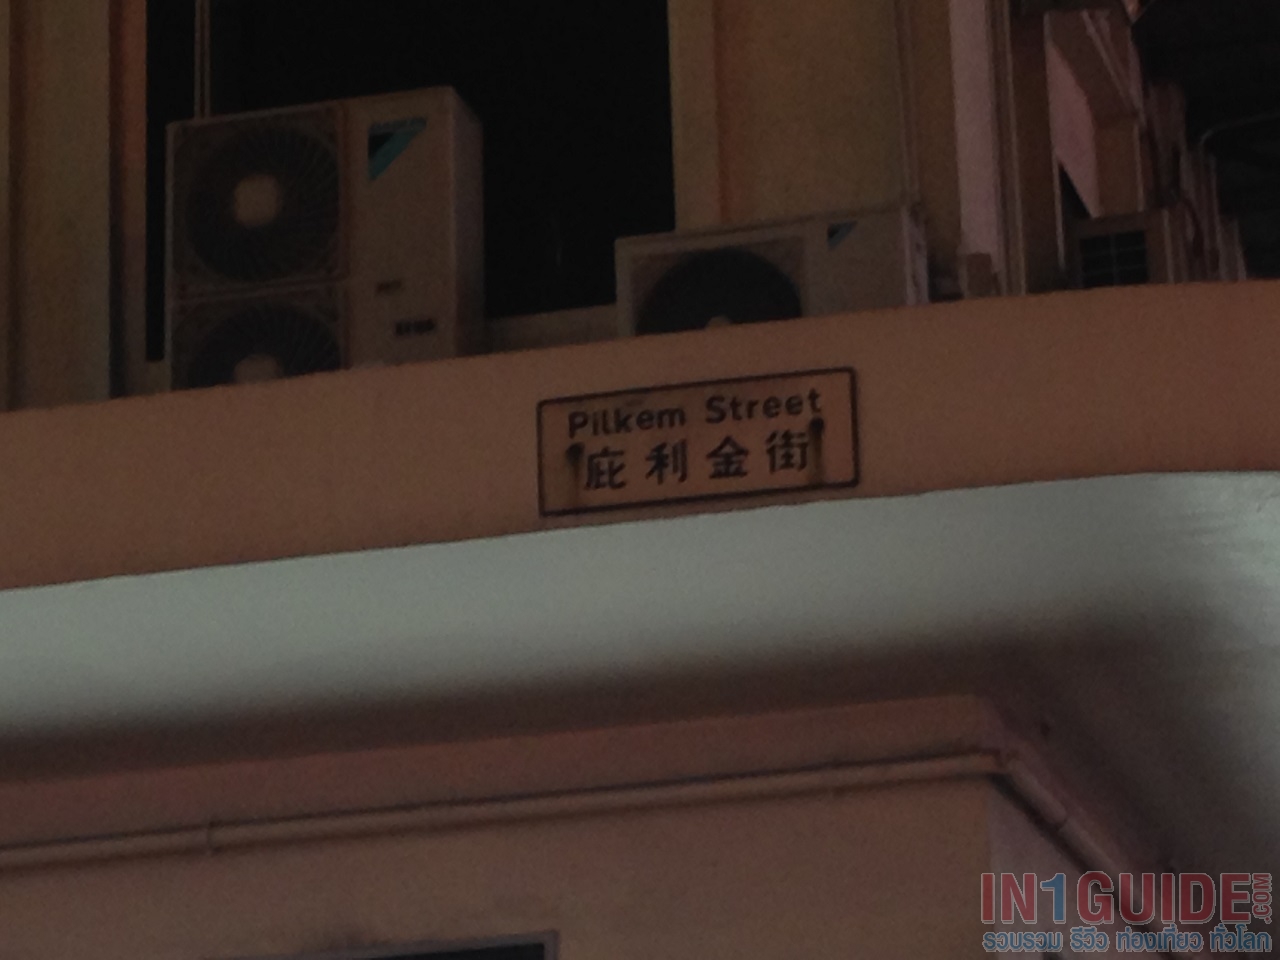 Pilkem Street
庇利金街
IN1GUIDE.COM
รวบรวม รีวิว ท่องเที่ยว ทั่วโลก